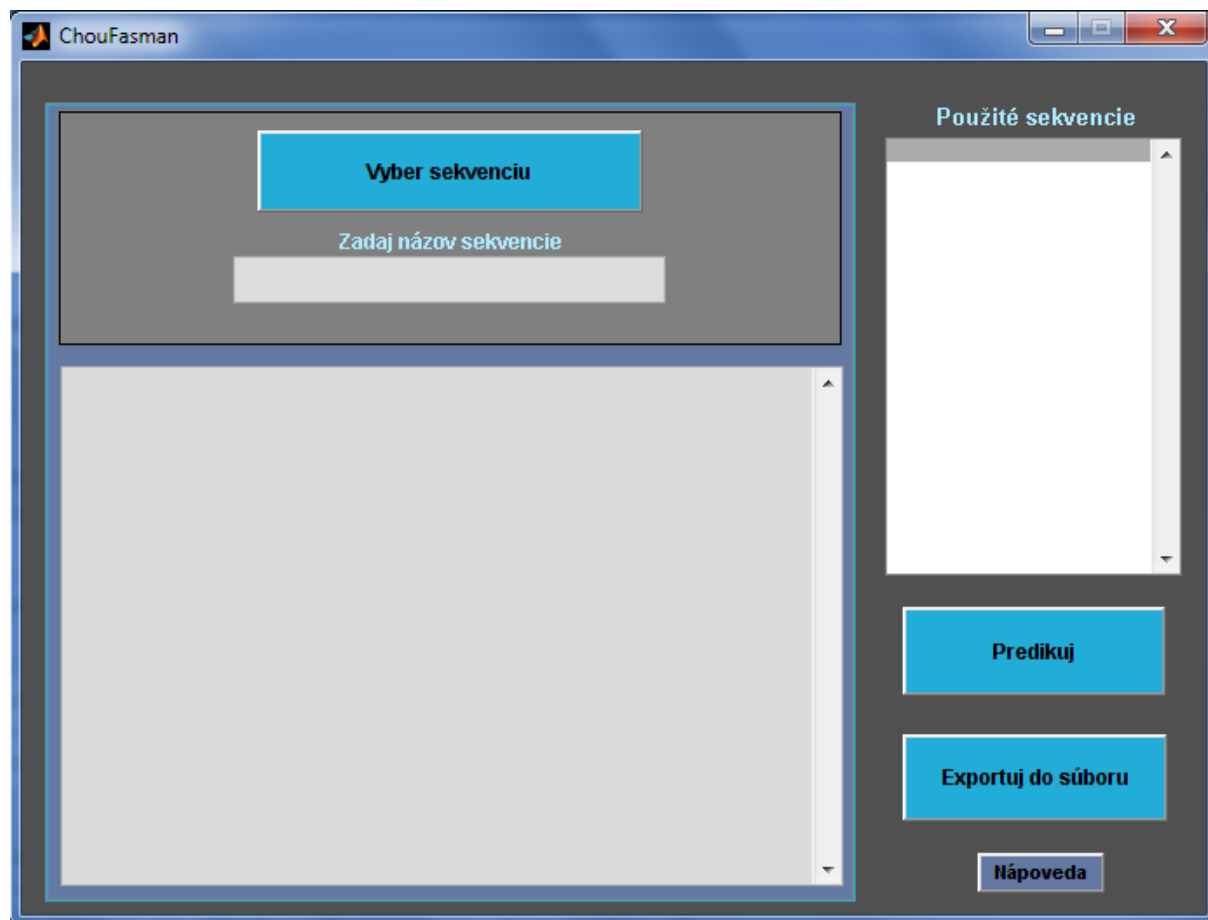 ChouFasman
Vyber sekvenciu
Zadaj názov sekvencie
Použité sekvencie
Predikuj
Exportuj do súboru
Nápoveda